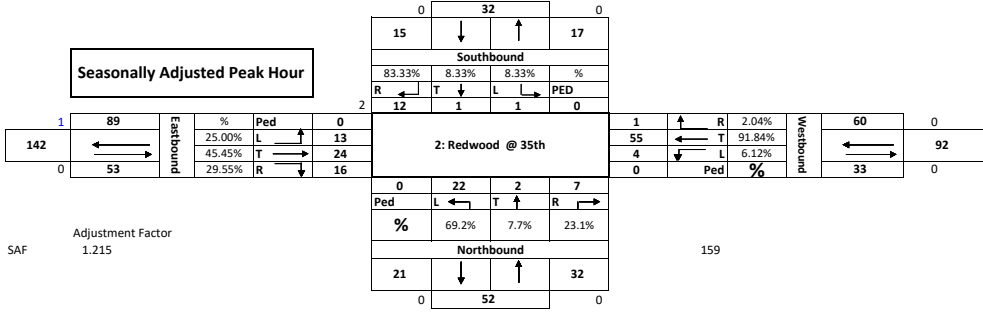 0 32 0
15 17
Southbound
Seasonally Adjusted Peak Hour
83.33% 8.33% 8.33% %
R T L PED
2 12 1 1 0
1 89 Eastbound % Ped 0 2: Redwood @ 35th 1 R 2.04% Westbound 60 0
142 25.00% L 13 55 T 91.84% 92
45.45% T 24 4 L 6.12%
0 53 29.55% R 16 0 Ped % 33 0
0 22 2 7
Ped L T R
% 69.2% 7.7% 23.1%
Adjustment Factor
SAF 1.215 Northbound 159
21 32
0 52 0